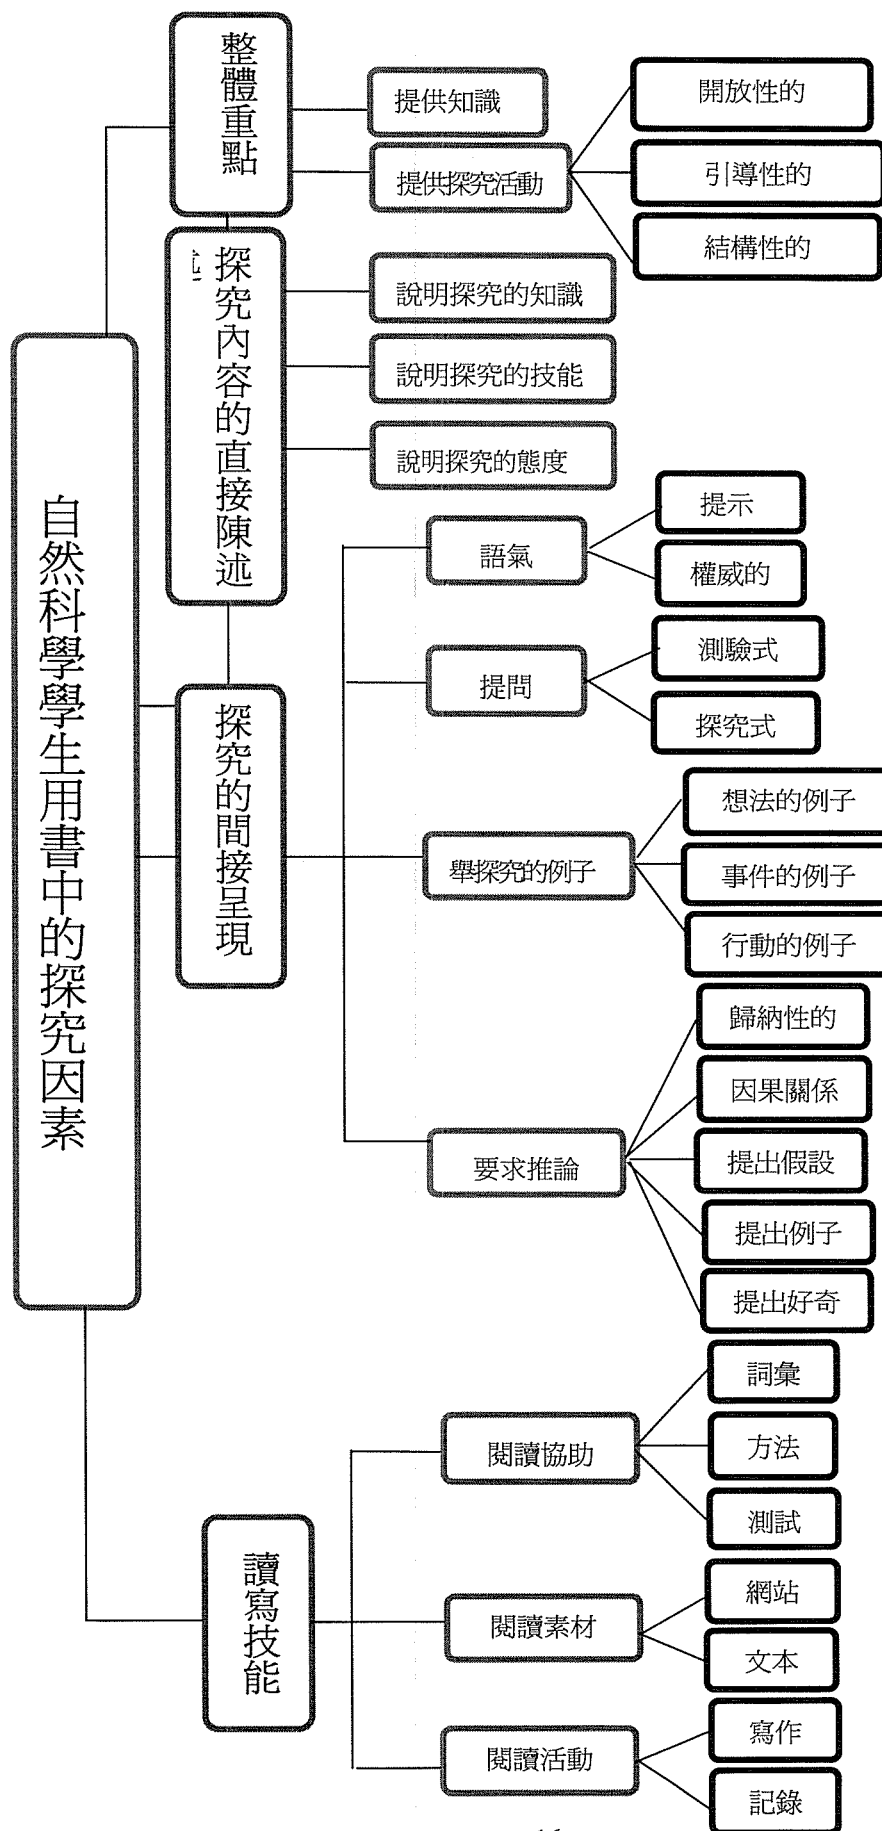 自然科學學生用書中的探究因素
整體重點
提供知識
提供探究活動
開放性的
引導性的
結構性的
探究內容的直接陳述
說明探究的知識
說明探究的技能
說明探究的態度
探究的間接呈現
語氣
提示
權威的
提問
測驗式
探究式
舉探究的例子
想法的例子
事件的例子
行動的例子
要求推論
歸納性的
因果關係
提出假設
提出例子
提出好奇
讀寫技能
閱讀協助
詞彙
方法
測試
閱讀素材
網站
文本
閱讀活動
寫作
記錄